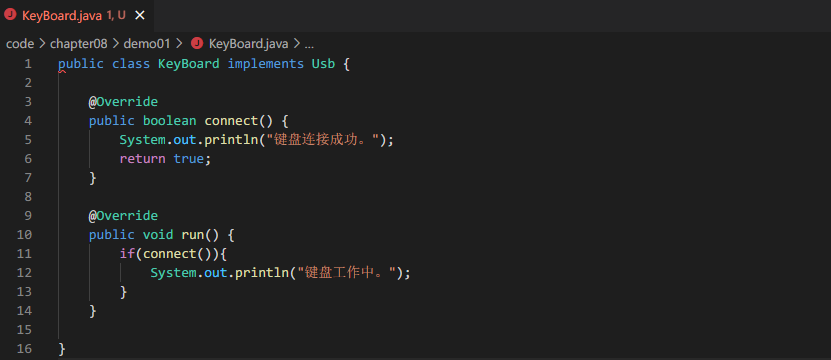 KeyBoard.java 1, U
code > chapter08 > demo01 > KeyBoard.java > ...
1 public class KeyBoard implements Usb {
2
3 @Override
4 public boolean connect() {
5 System.out.println("键盘连接成功。");
6 return true;
7 }
8
9 @Override
10 public void run() {
11 if(connect()){
12 System.out.println("键盘工作中。");
13 }
14 }
15
16 }